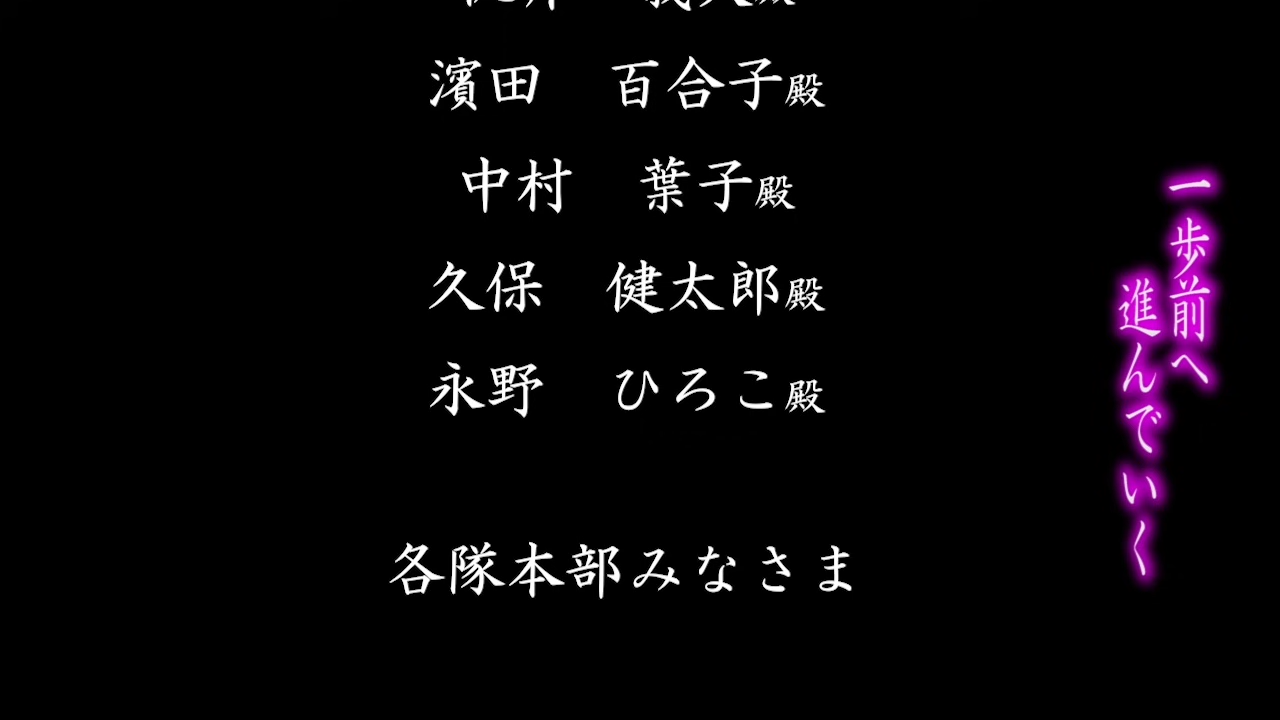 濱田　百合子殿
中村　葉子殿
久保　健太郎殿
永野　ひろこ殿
各隊本部みなさま
一歩前へ
進んでいく